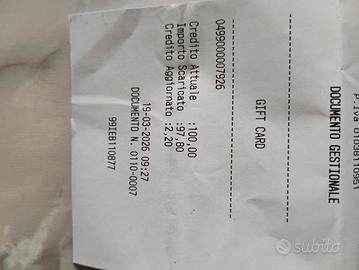 DOCUMENTO GESTIONALE
GIFT CARD
0499000007926
Credito Attuale :100,00
Importo Scaricato :97,80
Credito Aggiornato :2,20
19-03-2026 09:27
DOCUMENTO N. 0110-0007
99IEB110877
subito